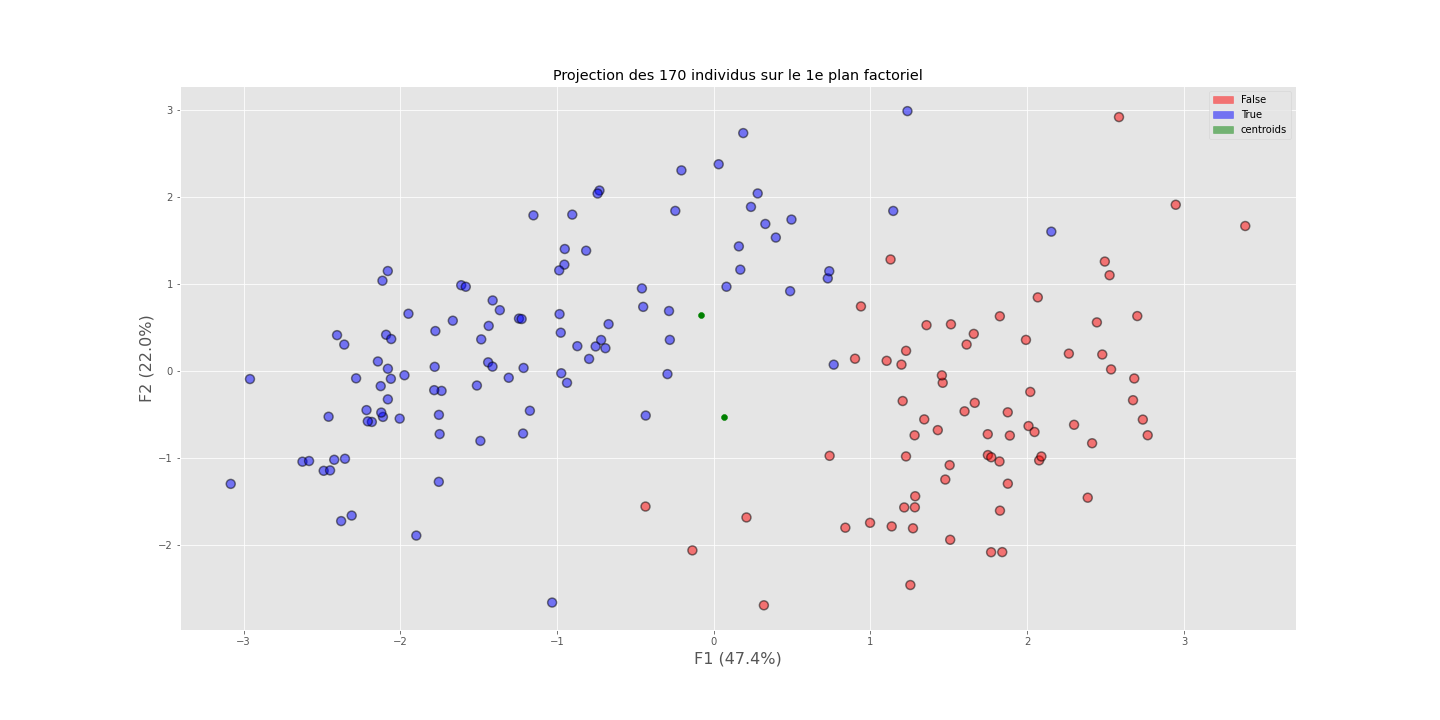 Projection des 170 individus sur le 1e plan factoriel
False
True
centroids
3
2
1
0
−1
−2
F2 (22.0%)
−3 −2 −1 0 1 2 3
F1 (47.4%)